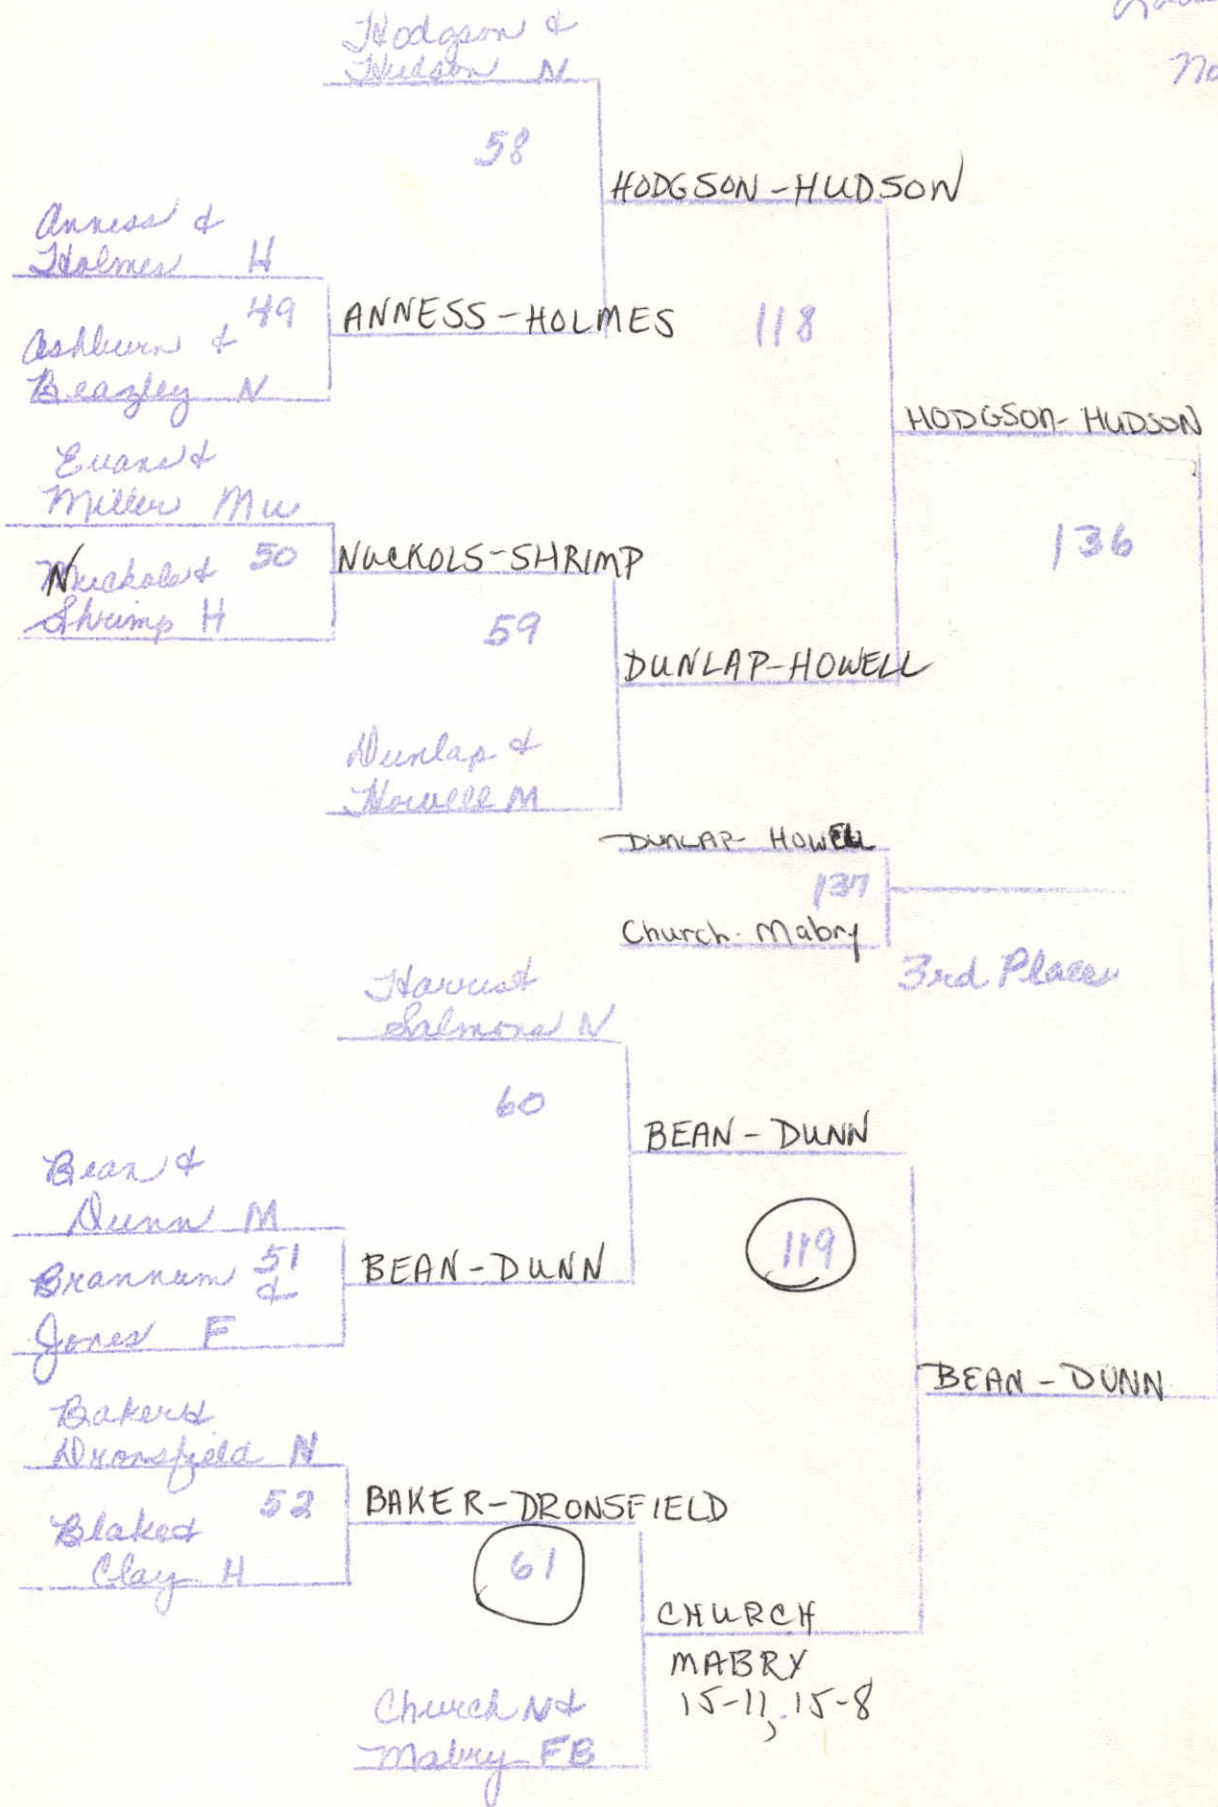 Hodgson &
Hudson N
58
HODGSON-HUDSON
Anness &
Holmes H
49
ANNESS-HOLMES
118
Ashburn &
Beazley N
HODGSON-HUDSON
Evans &
Miller Mu
136
Nuckols & 50
NUCKOLS-SHRIMP
Shrimp H
59
DUNLAP-HOWELL
Dunlap &
Howell M
DUNLAP-HOWELL
137
Church-Mabry
3rd Place
Harris &
Salmons N
60
BEAN-DUNN
Bean &
Dunn M
119
Brannum 51
&
BEAN-DUNN
Jones F
BEAN-DUNN
Baker &
Dronsfield N
52
BAKER-DRONSFIELD
Blake &
Clay H
61
CHURCH
MABRY
15-11, 15-8
Church N &
Mabry FB